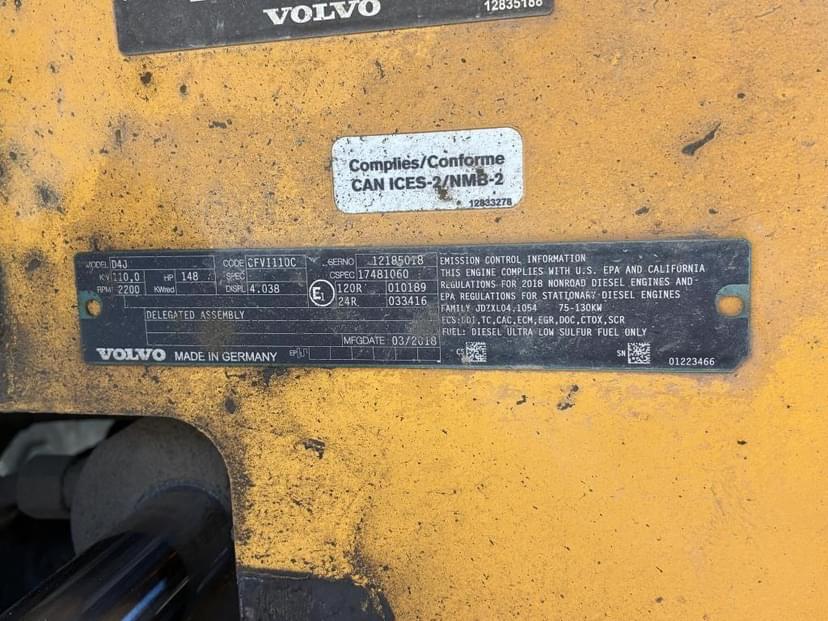 VOLVO
12835188
Complies/Conforme
CAN ICES-2/NMB-2
12833278
MODEL D4J CODE CFV1110C SERNO 12185018
KW 110,0 HP 148 SPEC CSPEC 17481060
RPM 2200 KWred DISPL 4.038 E1 120R 010189
24R 033416
DELEGATED ASSEMBLY
MFGDATE 03/2018
VOLVO MADE IN GERMANY
EMISSION CONTROL INFORMATION
THIS ENGINE COMPLIES WITH U.S. EPA AND CALIFORNIA
REGULATIONS FOR 2018 NONROAD DIESEL ENGINES AND
EPA REGULATIONS FOR STATIONARY DIESEL ENGINES
FAMILY JDZXL04,1054 75-130KW
ECS:DDI,TC,CAC,ECM,EGR,DOC,CTOX,SCR
FUEL: DIESEL ULTRA LOW SULFUR FUEL ONLY
CS SN 01223466